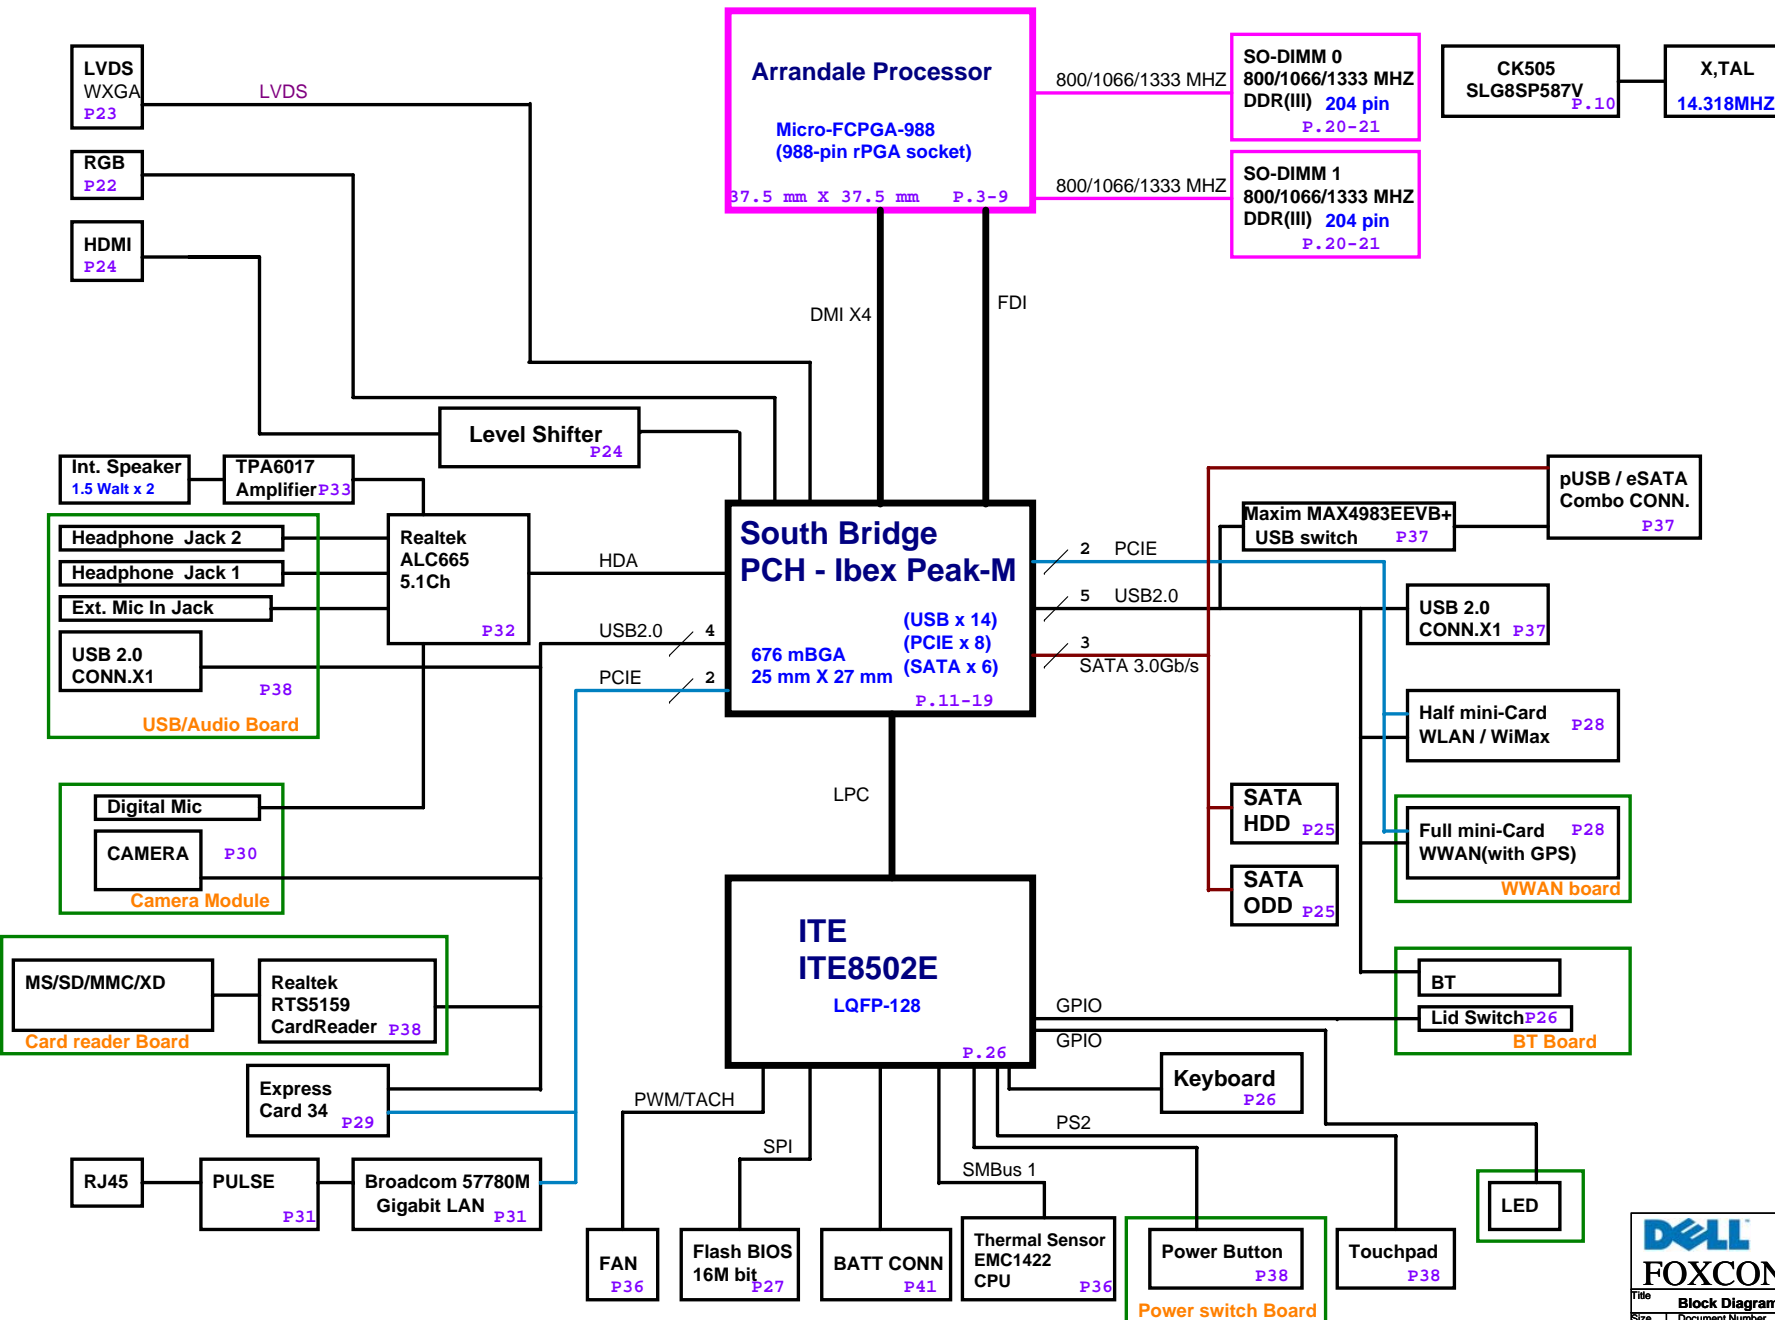 LVDS
WXGA
P23
LVDS
RGB
P22
HDMI
P24
Arrandale Processor
Micro-FCPGA-988
(988-pin rPGA socket)
37.5 mm X 37.5 mm P.3-9
800/1066/1333 MHZ
SO-DIMM 0
800/1066/1333 MHZ
DDR(III) 204 pin
P.20-21
800/1066/1333 MHZ
SO-DIMM 1
800/1066/1333 MHZ
DDR(III) 204 pin
P.20-21
CK505
SLG8SP587V
P.10
X,TAL
14.318MHZ
DMI X4
FDI
Level Shifter
P24
Int. Speaker
1.5 Walt x 2
TPA6017
Amplifier P33
Headphone Jack 2
Headphone Jack 1
Ext. Mic In Jack
USB 2.0
CONN.X1
P38
USB/Audio Board
Realtek
ALC665
5.1Ch
P32
HDA
USB2.0 4
PCIE 2
South Bridge
PCH - Ibex Peak-M
(USB x 14)
(PCIE x 8)
(SATA x 6)
676 mBGA
25 mm X 27 mm
P.11-19
2 PCIE
5 USB2.0
3
SATA 3.0Gb/s
Maxim MAX4983EEVB+
USB switch P37
pUSB / eSATA
Combo CONN.
P37
USB 2.0
CONN.X1 P37
Half mini-Card
WLAN / WiMax
P28
Full mini-Card P28
WWAN(with GPS)
WWAN board
SATA
HDD P25
SATA
ODD P25
Digital Mic
CAMERA P30
Camera Module
LPC
MS/SD/MMC/XD
Realtek
RTS5159
CardReader P38
Card reader Board
ITE
ITE8502E
LQFP-128
P.26
GPIO
GPIO
BT
Lid Switch P26
BT Board
Express
Card 34
P29
PWM/TACH
SPI
SMBus 1
PS2
Keyboard
P26
RJ45
PULSE
P31
Broadcom 57780M
Gigabit LAN P31
FAN
P36
Flash BIOS
16M bit
P27
BATT CONN
P41
Thermal Sensor
EMC1422
CPU P36
Power Button
P38
Power switch Board
Touchpad
P38
LED
DELL
FOXCON
Title
Block Diagram
Size Document Number